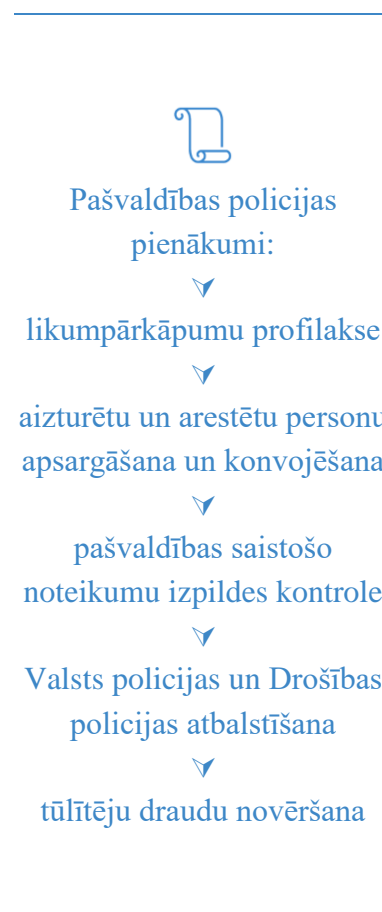 Pašvaldības policijas
pienākumi:
likumpārkāpumu profilakse
aizturētu un arestētu personu
apsargāšana un konvojēšana
pašvaldības saistošo
noteikumu izpildes kontrole
Valsts policijas un Drošības
policijas atbalstīšana
tūlītēju draudu novēršana